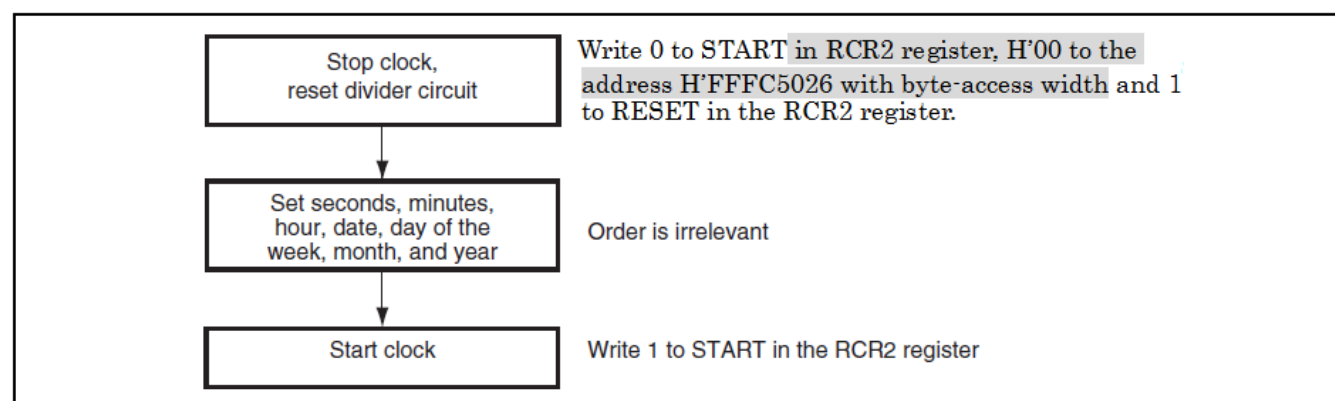 Stop clock,
reset divider circuit
Write 0 to START in RCR2 register, H'00 to the
address H'FFFC5026 with byte-access width and 1
to RESET in the RCR2 register.
Set seconds, minutes,
hour, date, day of the
week, month, and year
Order is irrelevant
Start clock
Write 1 to START in the RCR2 register